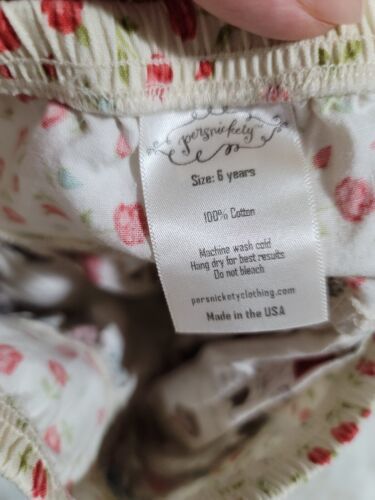 persnickety
Size: 6 years
100% Cotton
Machine wash cold
Hang dry for best results
Do not bleach
persnicketyclothing.com
Made in the USA